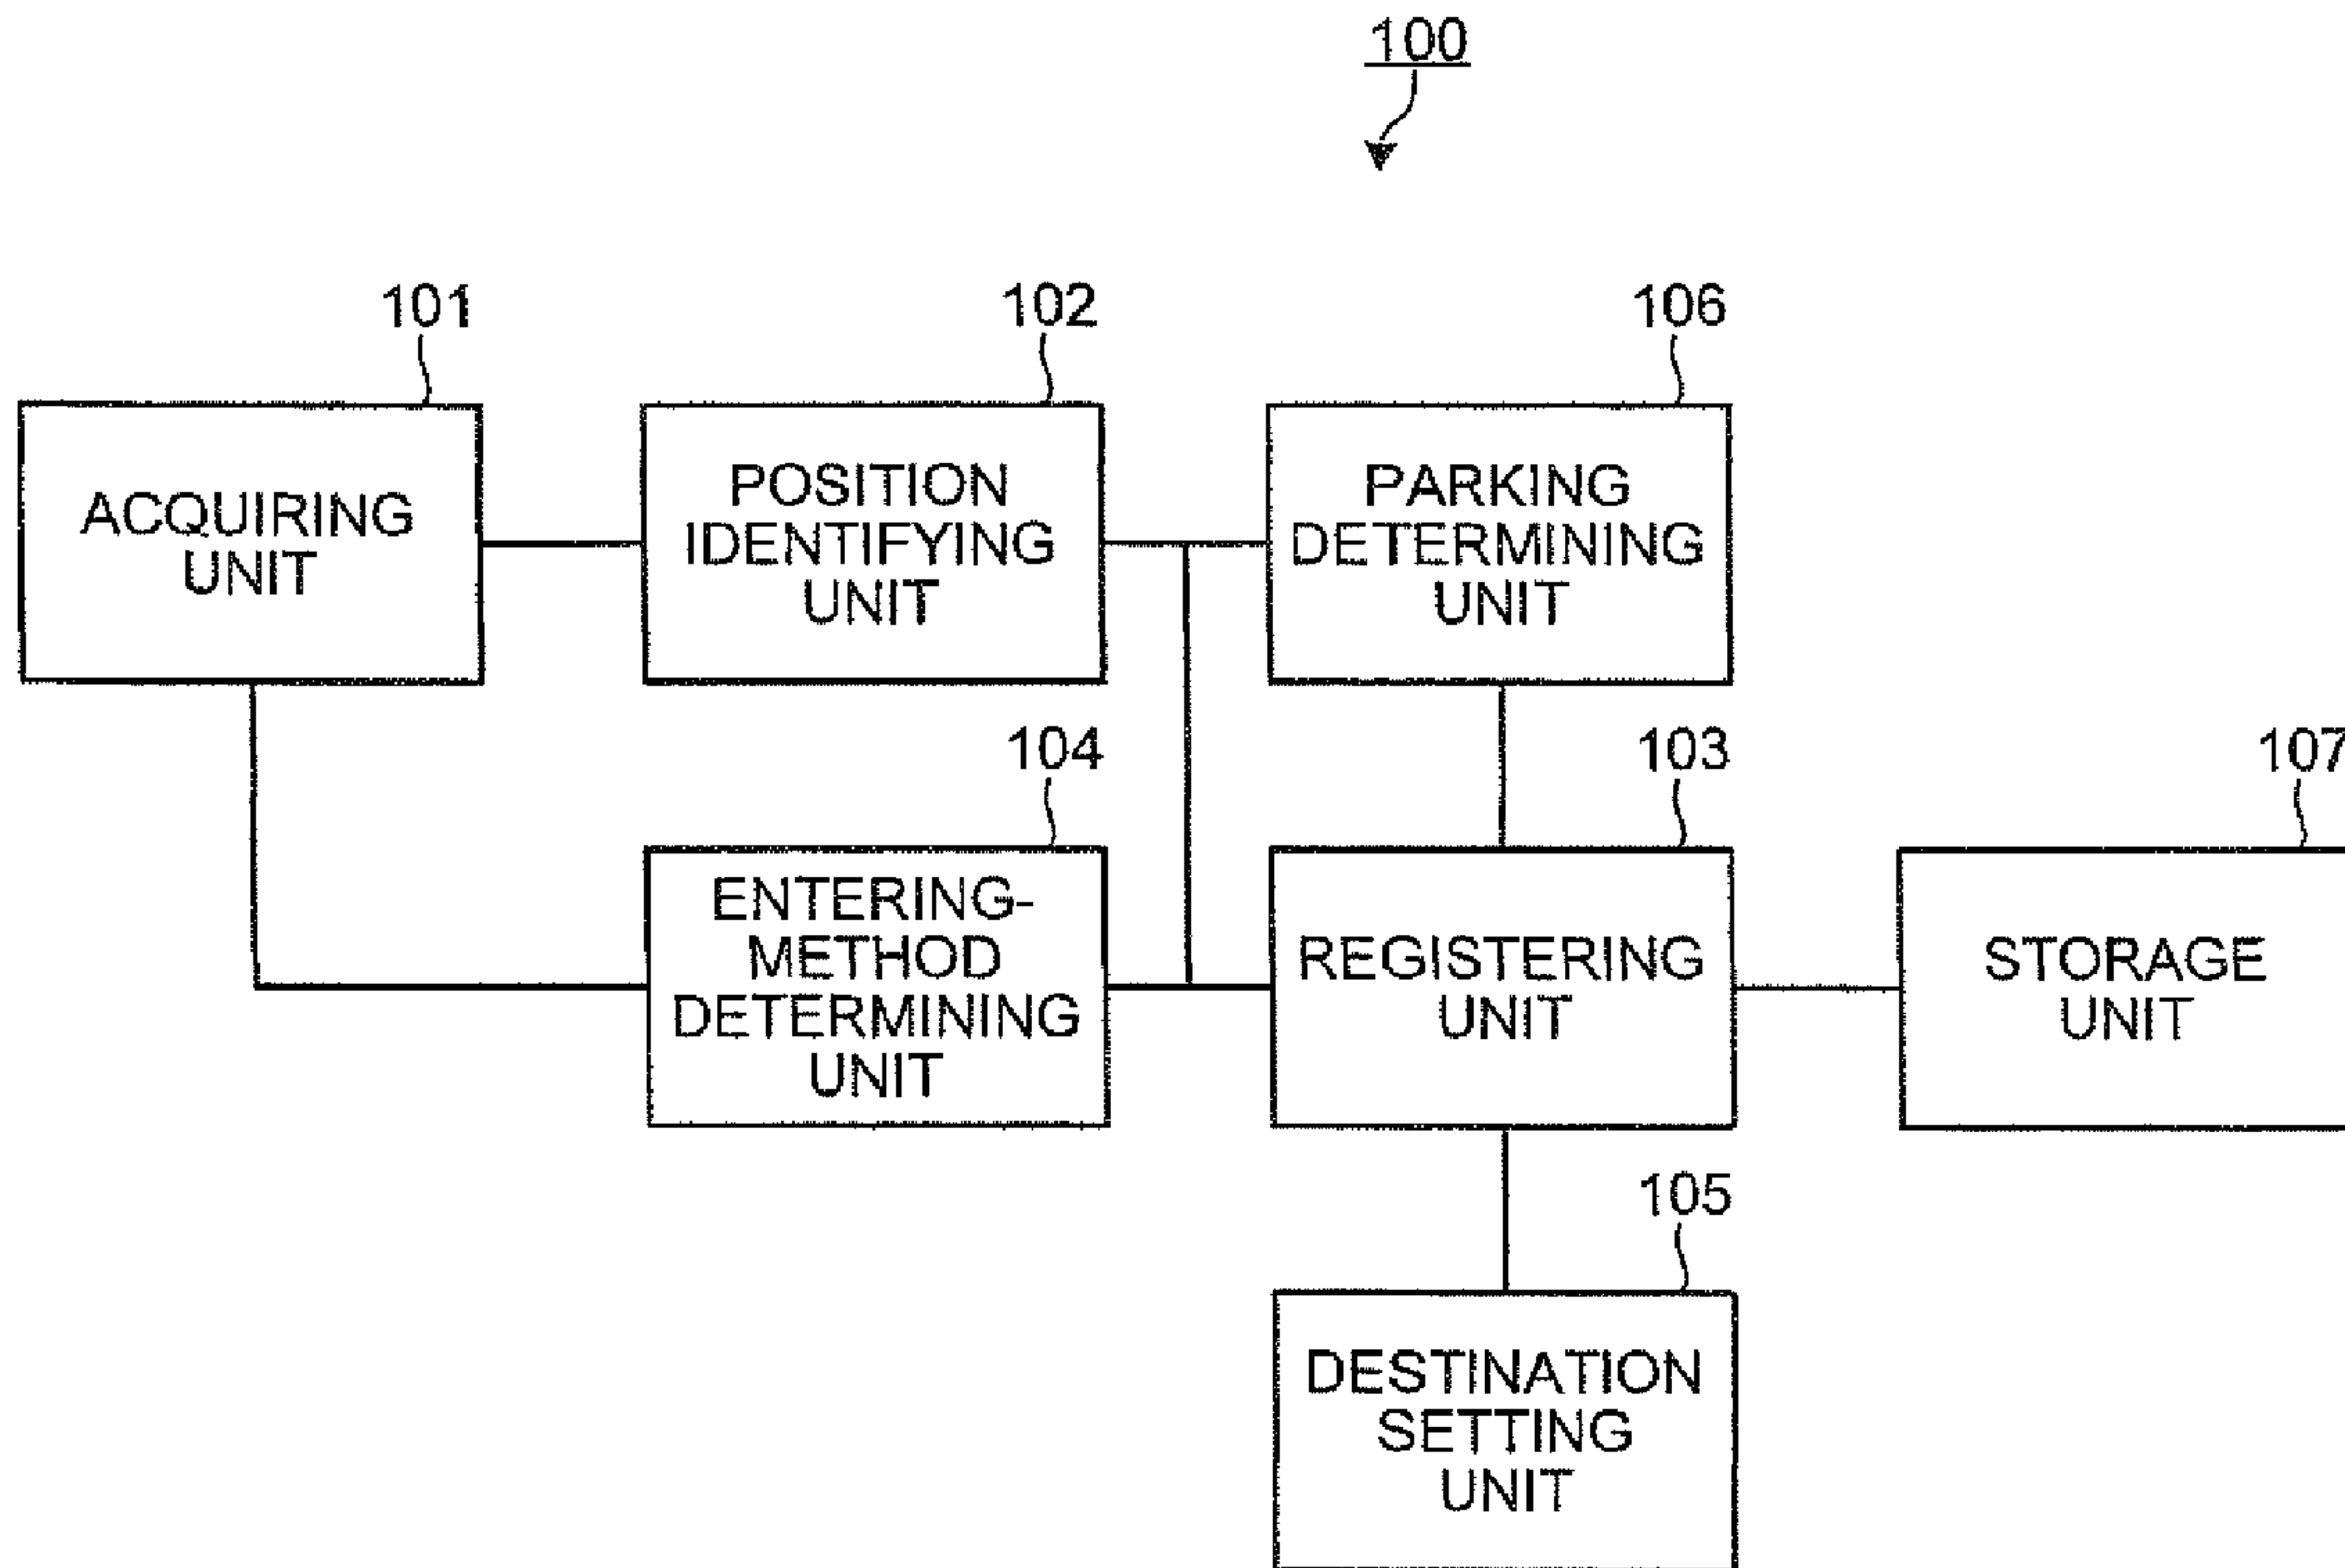 100
101
ACQUIRING
UNIT
102
POSITION
IDENTIFYING
UNIT
106
PARKING
DETERMINING
UNIT
104
ENTERING-
METHOD
DETERMINING
UNIT
103
REGISTERING
UNIT
107
STORAGE
UNIT
105
DESTINATION
SETTING
UNIT